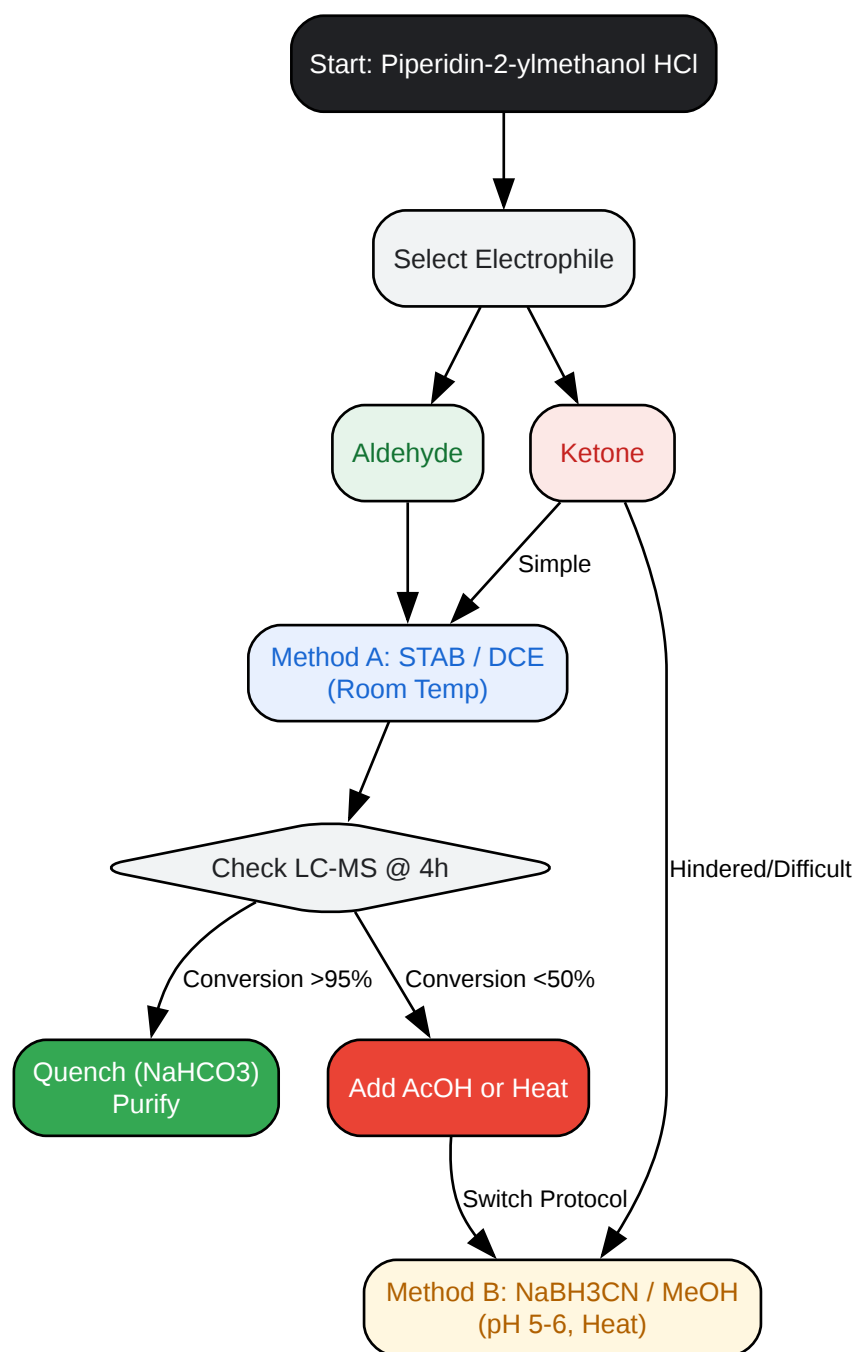 Start: Piperidin-2-ylmethanol HCl
Select Electrophile
Aldehyde
Ketone
Simple
Method A: STAB / DCE
(Room Temp)
Check LC-MS @ 4h
Hindered/Difficult
Conversion >95%
Conversion <50%
Quench (NaHCO3)
Purify
Add AcOH or Heat
Switch Protocol
Method B: NaBH3CN / MeOH
(pH 5-6, Heat)